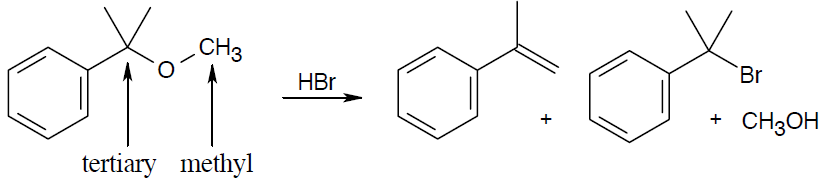 O CH3
HBr
Br
+ + CH3OH
tertiary methyl